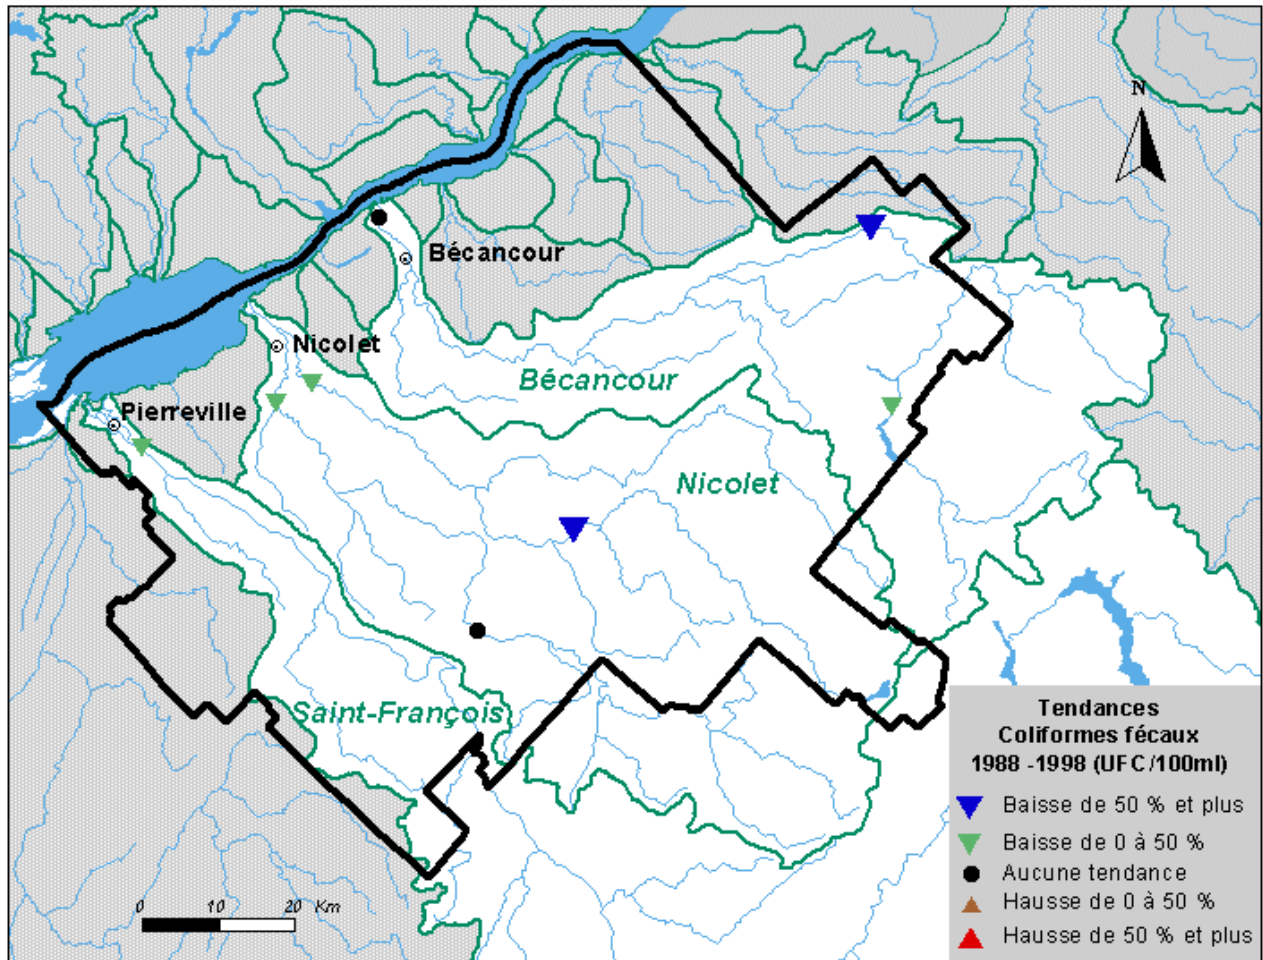 N
Bécancour
Nicolet
Bécancour
Pierreville
Nicolet
Saint-François
Tendances
Coliformes fécaux
1988 -1998 (UFC/100ml)
Baisse de 50 % et plus
Baisse de 0 à 50 %
Aucune tendance
Hausse de 0 à 50 %
Hausse de 50 % et plus
0 10 20 Km